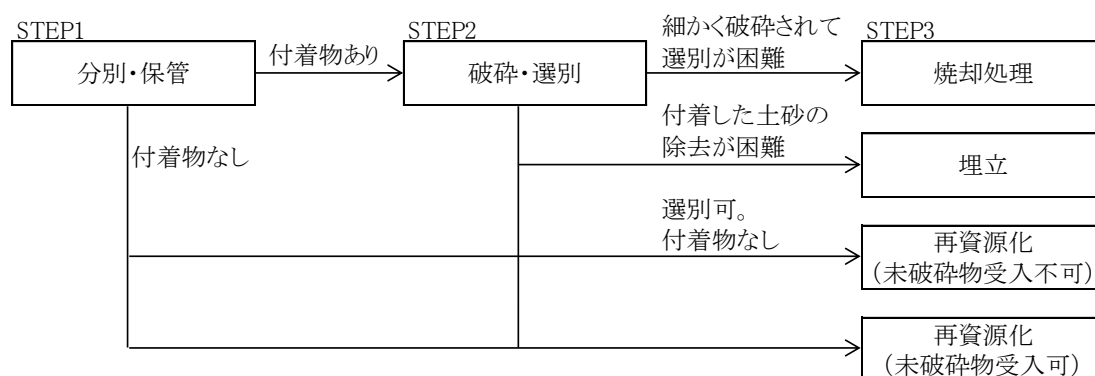 STEP1
分別・保管
付着物あり
付着物なし
STEP2
破砕・選別
細かく破砕されて
選別が困難
付着した土砂の
除去が困難
選別可。
付着物なし
STEP3
焼却処理
埋立
再資源化
（未破砕物受入不可）
再資源化
（未破砕物受入可）